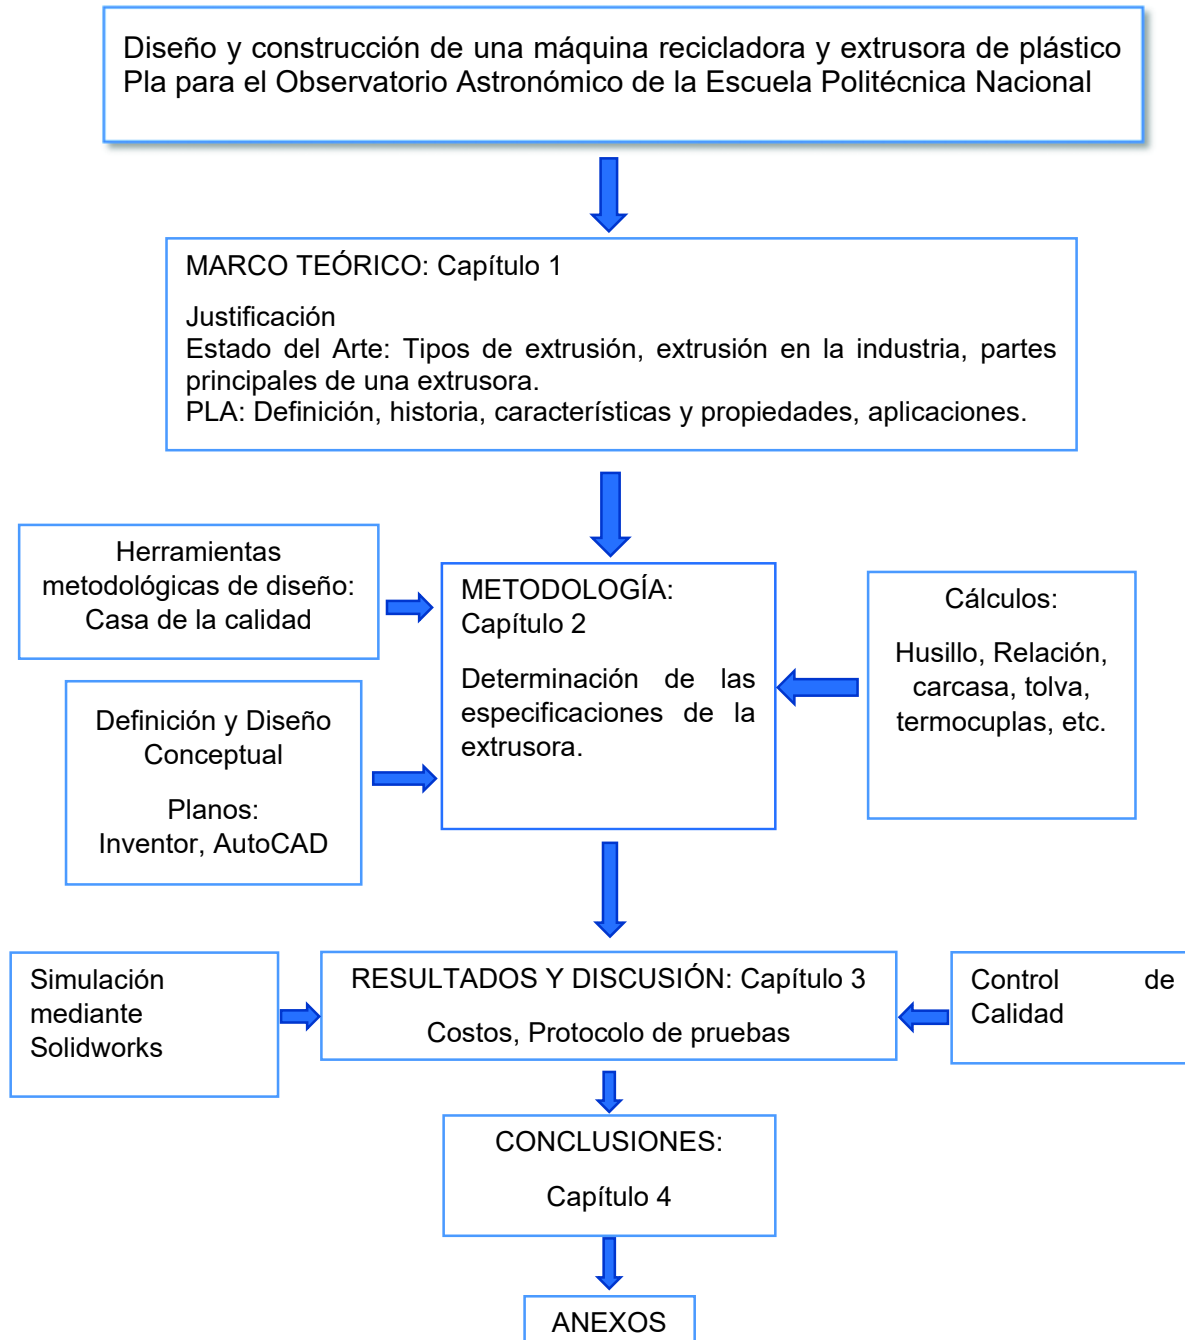 Diseño y construcción de una máquina recicladora y extrusora de plástico
Pla para el Observatorio Astronómico de la Escuela Politécnica Nacional
MARCO TEÓRICO: Capítulo 1
Justificación
Estado del Arte: Tipos de extrusión, extrusión en la industria, partes
principales de una extrusora.
PLA: Definición, historia, características y propiedades, aplicaciones.
Herramientas
metodológicas de diseño:
Casa de la calidad
Definición y Diseño
Conceptual
Planos:
Inventor, AutoCAD
METODOLOGÍA:
Capítulo 2
Determinación de las
especificaciones de la
extrusora.
Cálculos:
Husillo, Relación,
carcasa, tolva,
termocuplas, etc.
Simulación
mediante
Solidworks
RESULTADOS Y DISCUSIÓN: Capítulo 3
Costos, Protocolo de pruebas
Control de
Calidad
CONCLUSIONES:
Capítulo 4
ANEXOS